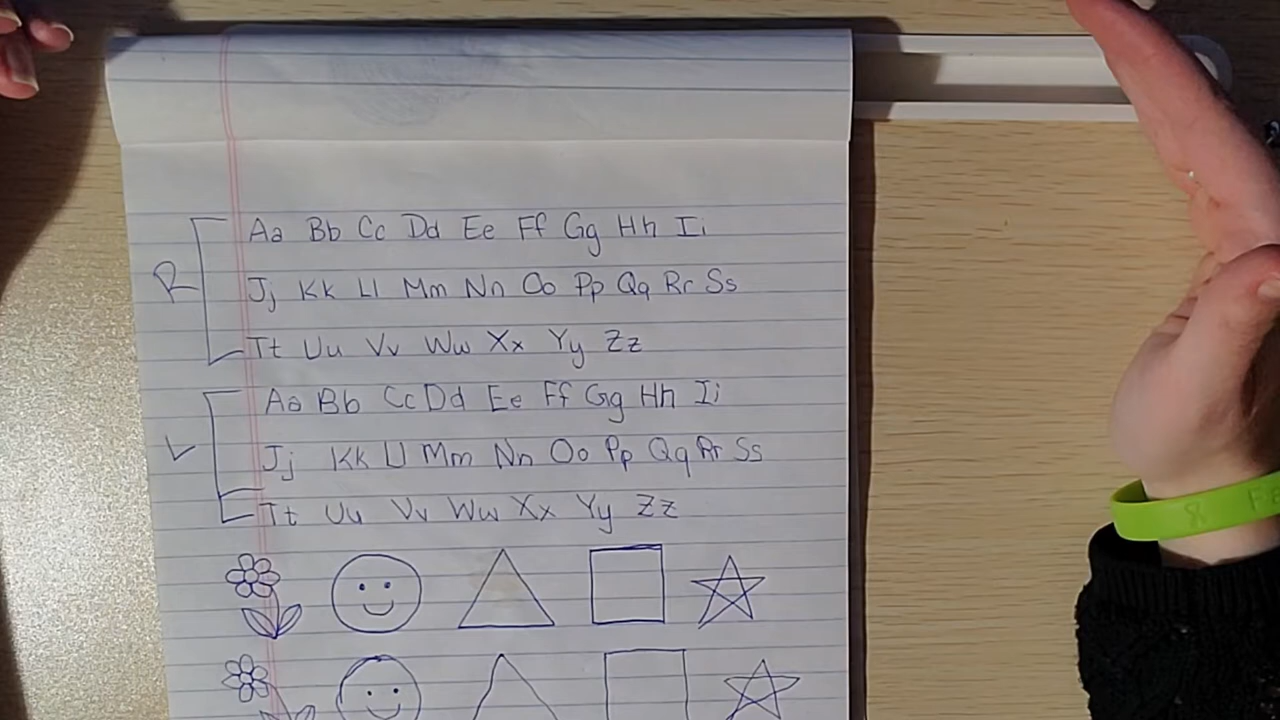 R
Aa Bb Cc Dd Ee Ff Gg Hh Ii
Jj Kk Ll Mm Nn Oo Pp Qq Rr Ss
Tt Uu Vv Ww Xx Yy Zz
L
Aa Bb Cc Dd Ee Ff Gg Hh Ii
Jj Kk Ll Mm Nn Oo Pp Qq Rr Ss
Tt Uu Vv Ww Xx Yy Zz